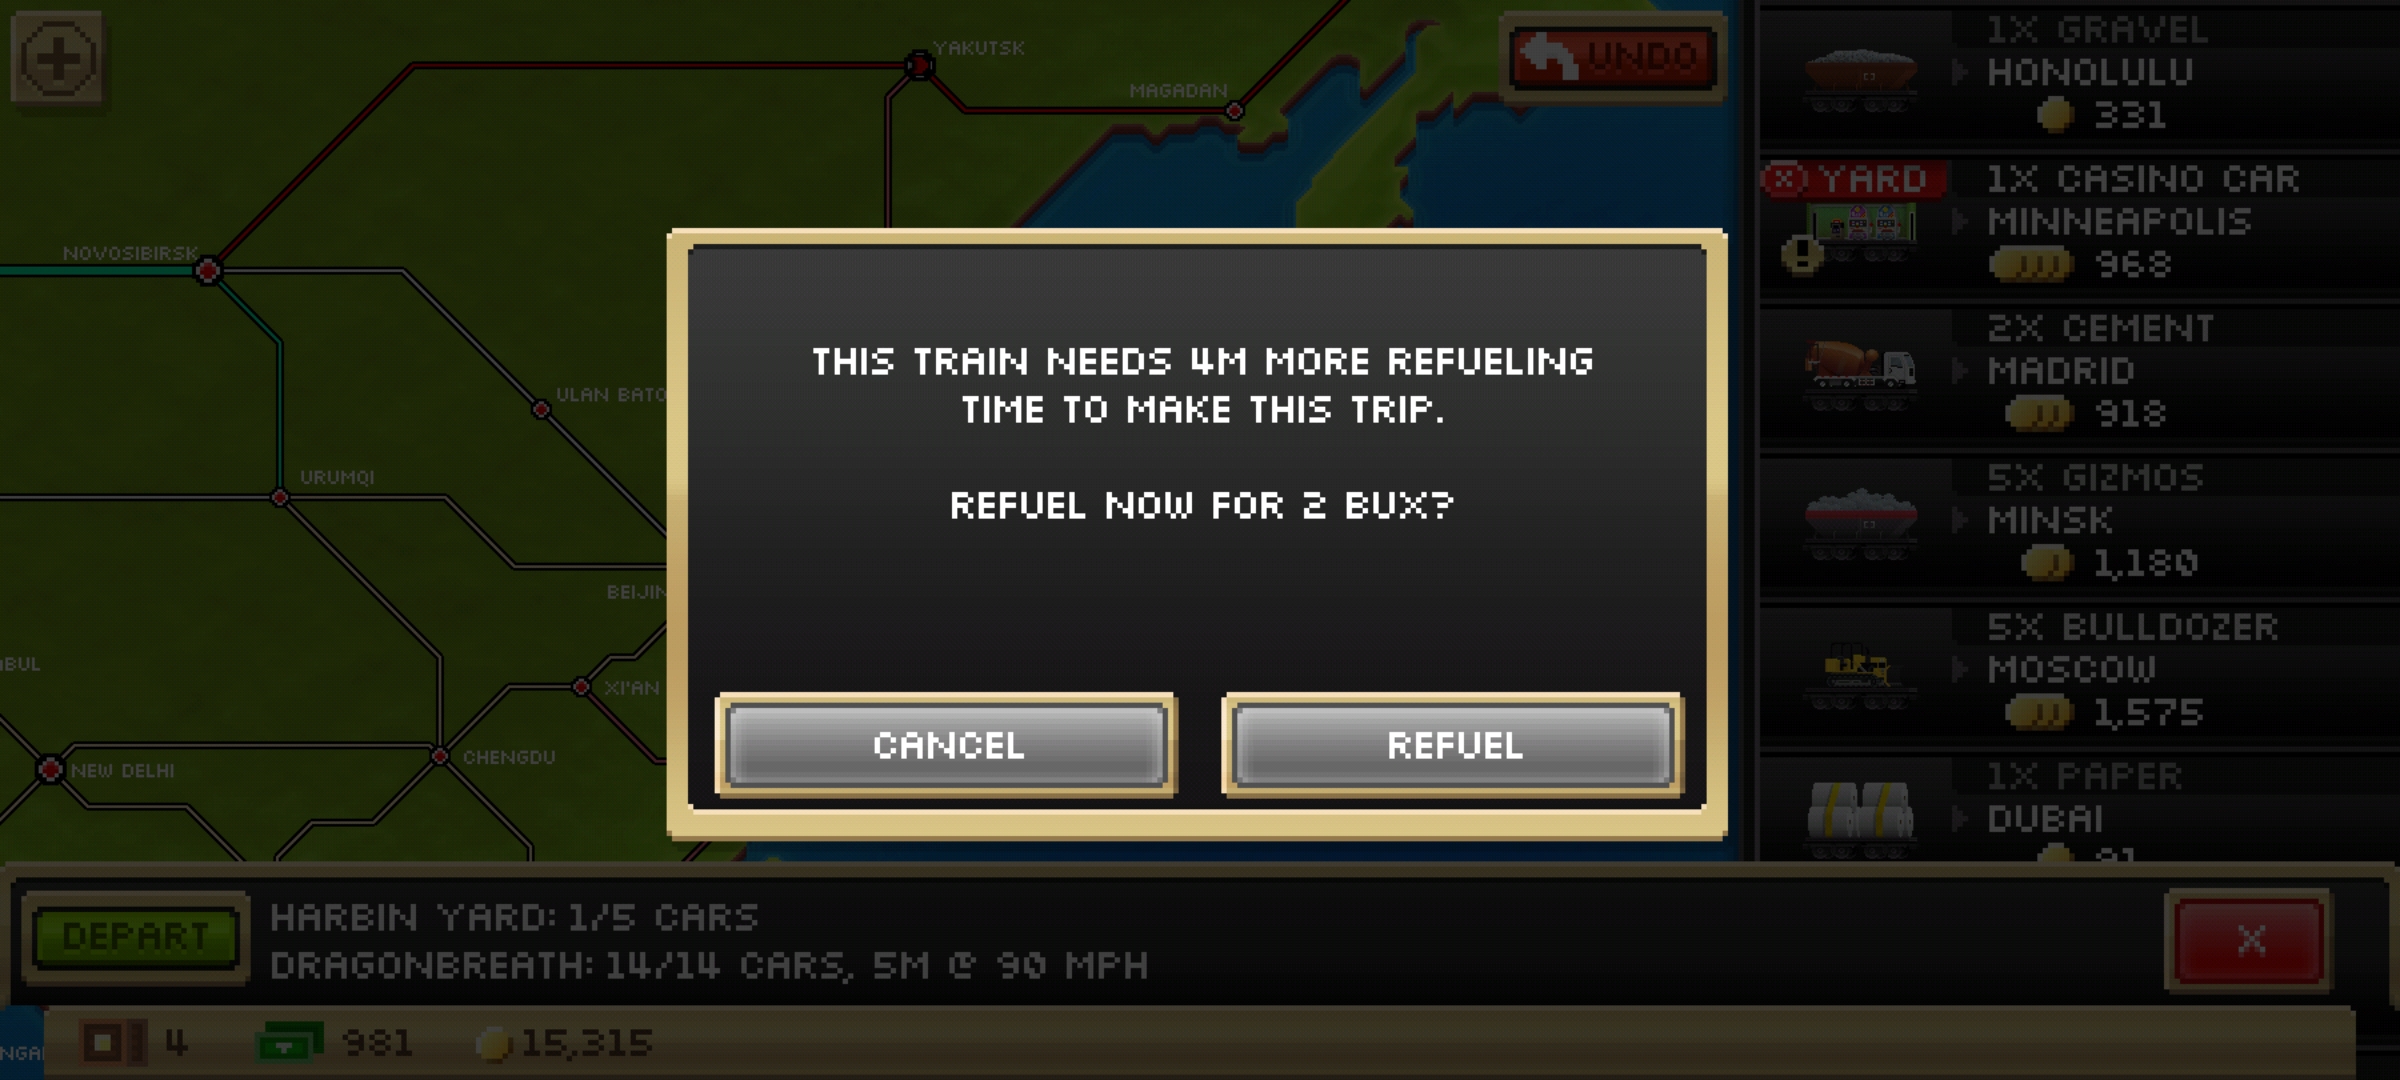 YAKUTSK
MAGADAN
UNDO
NOVOSIBIRSK
ULAN BATO
URUMQI
BEIJIN
ABUL
XI'AN
NEW DELHI
CHENGDU
THIS TRAIN NEEDS 4M MORE REFUELING
TIME TO MAKE THIS TRIP.
REFUEL NOW FOR 2 BUX?
CANCEL
REFUEL
1X GRAVEL
HONOLULU
331
YARD
1X CASINO CAR
MINNEAPOLIS
968
2X CEMENT
MADRID
918
5X GIZMOS
MINSK
1,180
5X BULLDOZER
MOSCOW
1,575
1X PAPER
DUBAI
91
DEPART
HARBIN YARD: 1/5 CARS
DRAGONBREATH: 14/14 CARS, 5M @ 90 MPH
X
NGA
4
981
15,315